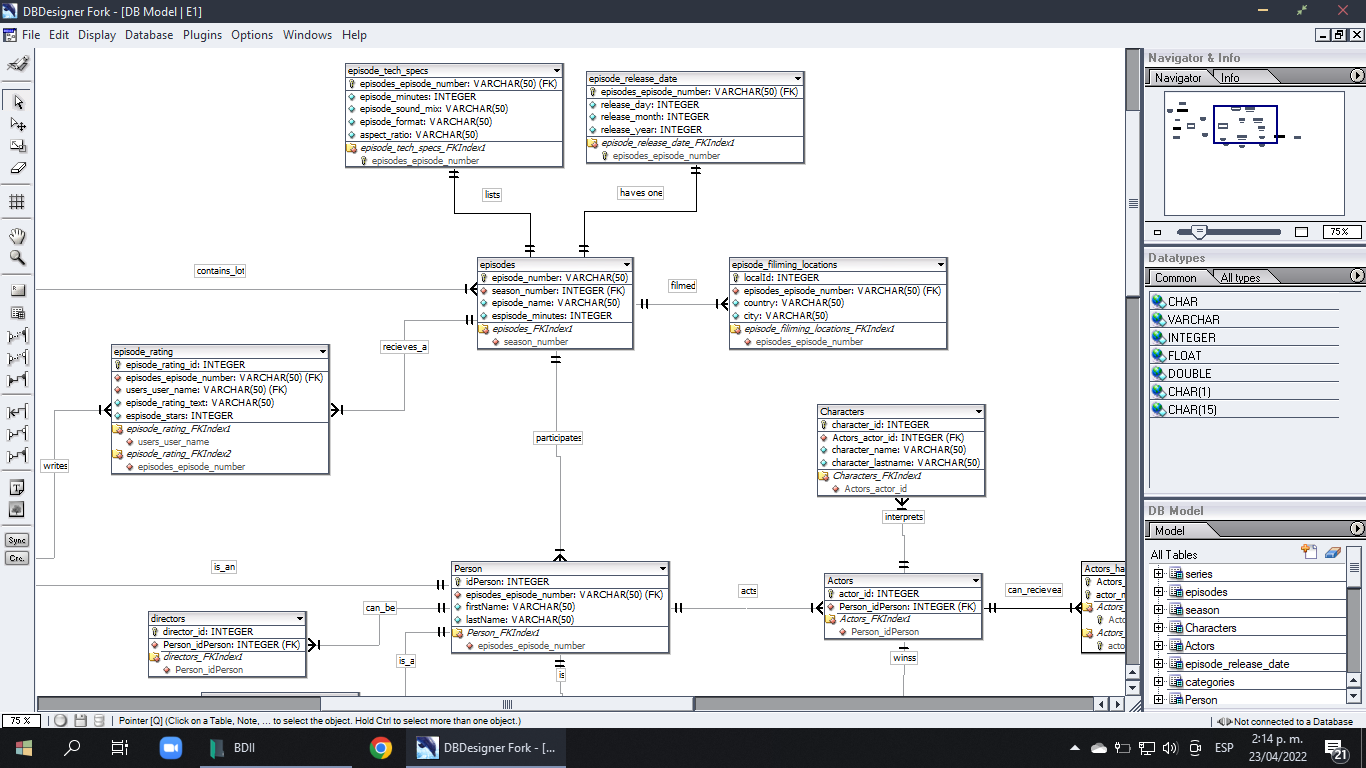 DBDesigner Fork - [DB Model | E1]
File Edit Display Database Plugins Options Windows Help
episode_tech_specs
episodes_episode_number: VARCHAR(50) (FK)
episode_minutes: INTEGER
episode_sound_mix: VARCHAR(50)
episode_format: VARCHAR(50)
aspect_ratio: VARCHAR(50)
episode_tech_specs_FKIndex1
episodes_episode_number
episode_release_date
episodes_episode_number: VARCHAR(50) (FK)
release_day: INTEGER
release_month: INTEGER
release_year: INTEGER
episode_release_date_FKIndex1
episodes_episode_number
lists
haves one
contains_lot
episodes
episode_number: VARCHAR(50)
season_number: INTEGER (FK)
episode_name: VARCHAR(50)
espisode_minutes: INTEGER
episodes_FKIndex1
season_number
filmed
episode_filiming_locations
localId: INTEGER
episodes_episode_number: VARCHAR(50) (FK)
country: VARCHAR(50)
city: VARCHAR(50)
episode_filiming_locations_FKIndex1
episodes_episode_number
recieves_a
episode_rating
episode_rating_id: INTEGER
episodes_episode_number: VARCHAR(50) (FK)
users_user_name: VARCHAR(50) (FK)
episode_rating_text: VARCHAR(50)
espisode_stars: INTEGER
episode_rating_FKIndex1
users_user_name
episode_rating_FKIndex2
episodes_episode_number
writes
participates
Characters
character_id: INTEGER
Actors_actor_id: INTEGER (FK)
character_name: VARCHAR(50)
character_lastname: VARCHAR(50)
Characters_FKIndex1
Actors_actor_id
interprets
is_an
Person
idPerson: INTEGER
episodes_episode_number: VARCHAR(50) (FK)
firstName: VARCHAR(50)
lastName: VARCHAR(50)
Person_FKIndex1
episodes_episode_number
acts
Actors
actor_id: INTEGER
Person_idPerson: INTEGER (FK)
Actors_FKIndex1
Person_idPerson
can_recievea
Actors_ha
Actors_
actor_n
Actors_
Acto
Actors_
acto
can_be
directors
director_id: INTEGER
Person_idPerson: INTEGER (FK)
directors_FKIndex1
Person_idPerson
is_a
is
winss
Navigator & Info
Navigator Info
75%
Datatypes
Common All types
CHAR
VARCHAR
INTEGER
FLOAT
DOUBLE
CHAR(1)
CHAR(15)
DB Model
Model
All Tables
series
episodes
season
Characters
Actors
episode_release_date
categories
Person
Sync
Cre.
75 % Pointer [Q] (Click on a Table, Note, ... to select the object. Hold Ctrl to select more than one object.) Not connected to a Database
BDII DBDesigner Fork - [... ESP 2:14 p. m.
23/04/2022
21